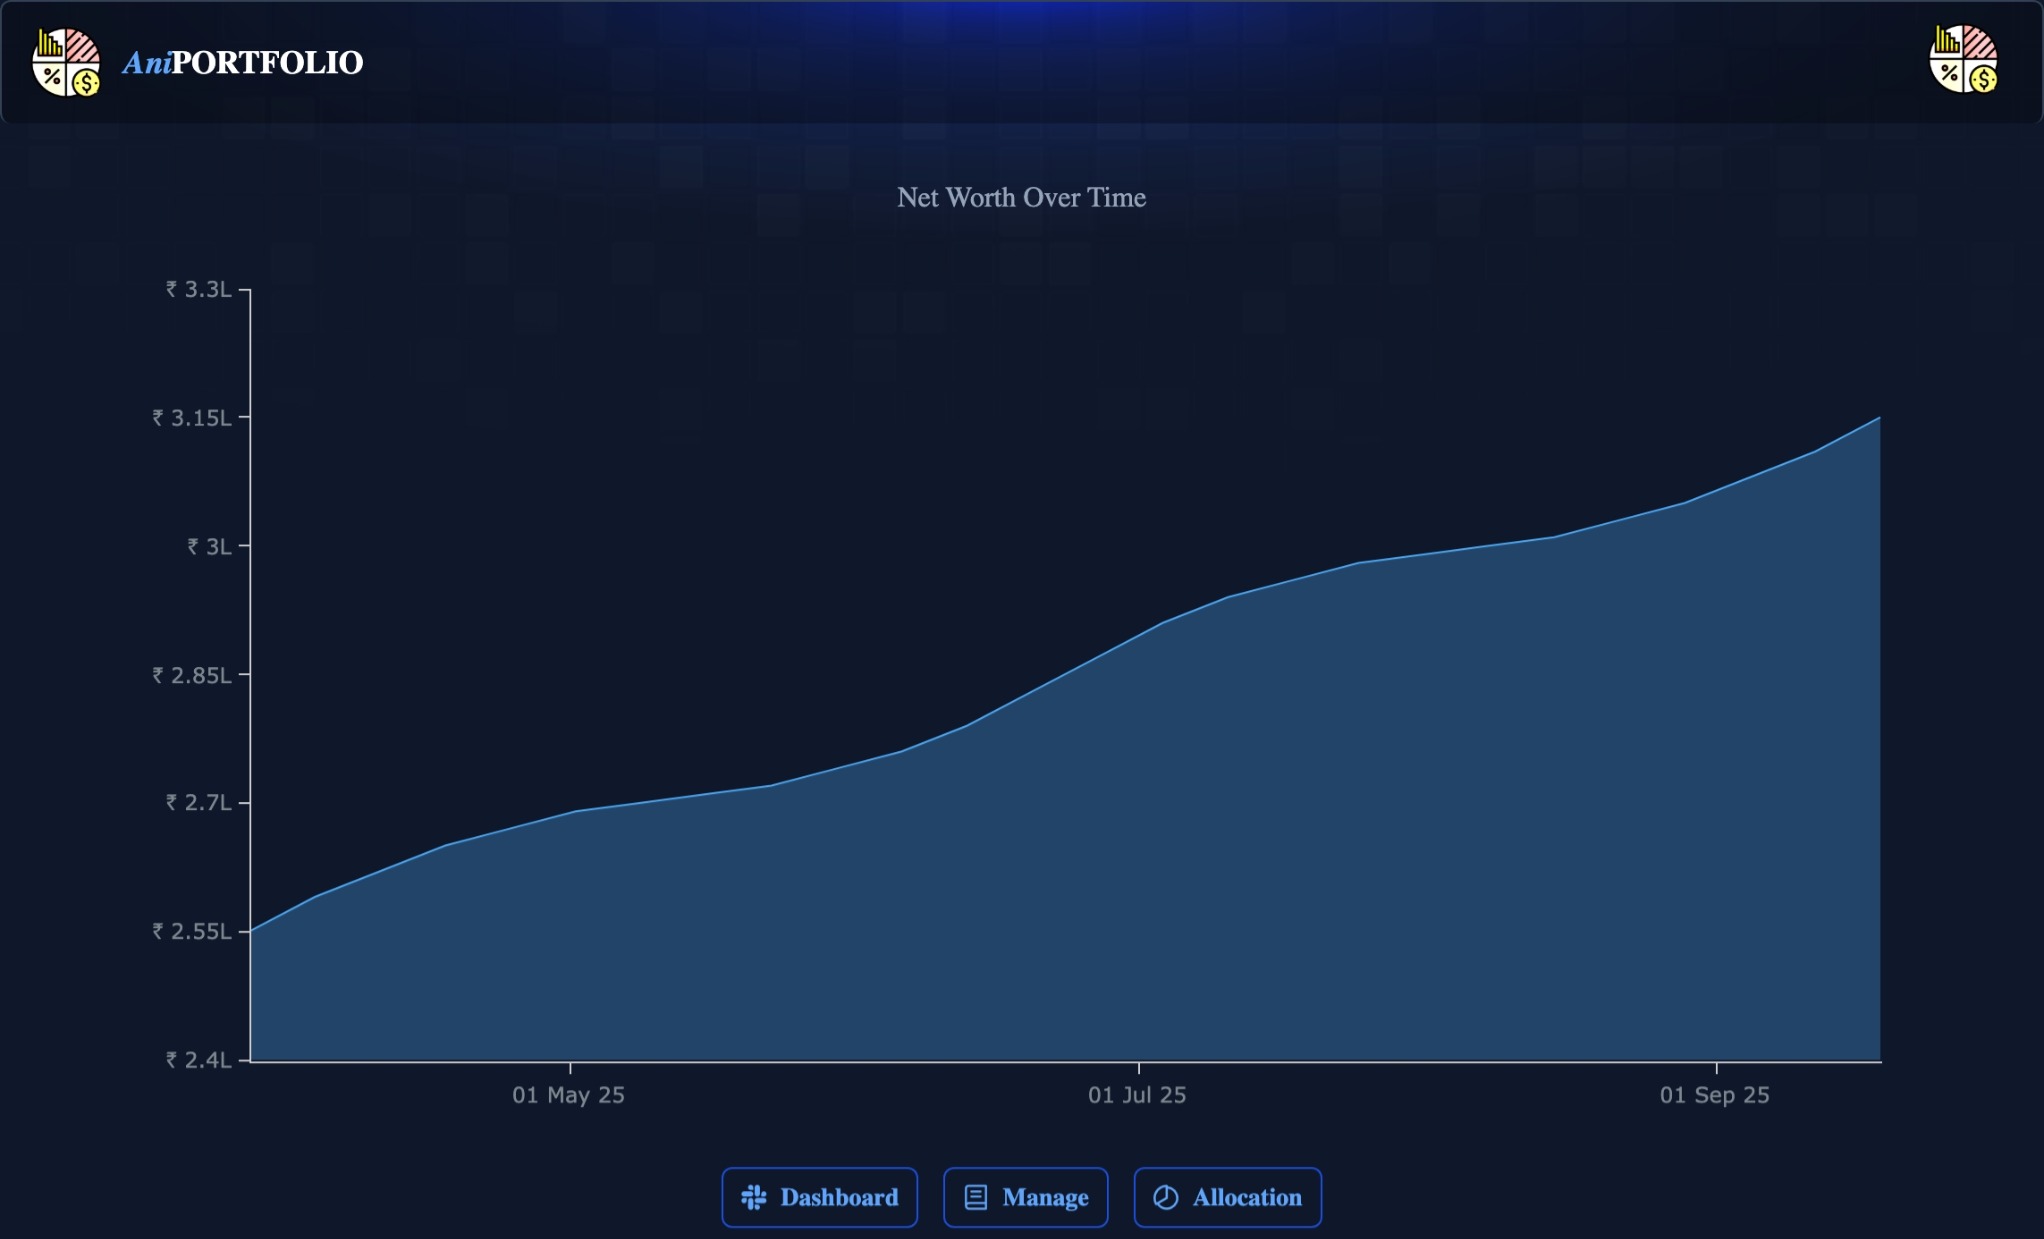 AniPORTFOLIO
Net Worth Over Time
₹ 3.3L
₹ 3.15L
₹ 3L
₹ 2.85L
₹ 2.7L
₹ 2.55L
₹ 2.4L
01 May 25
01 Jul 25
01 Sep 25
Dashboard
Manage
Allocation